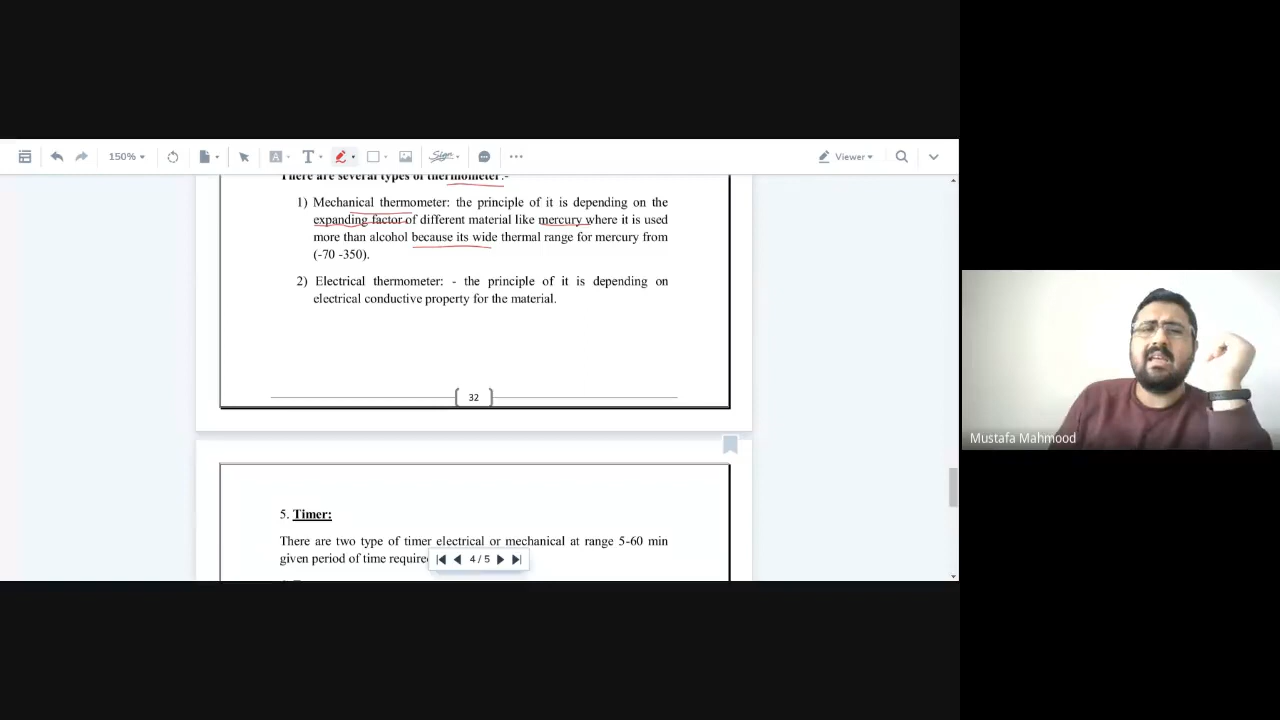 150%
T
Sign
Viewer
There are several types of thermometer:-
1) Mechanical thermometer: the principle of it is depending on the
expanding factor of different material like mercury where it is used
more than alcohol because its wide thermal range for mercury from
(-70 -350).
2) Electrical thermometer: - the principle of it is depending on
electrical conductive property for the material.
32
5. Timer:
There are two type of timer electrical or mechanical at range 5-60 min
given period of time require
4 / 5
Mustafa Mahmood